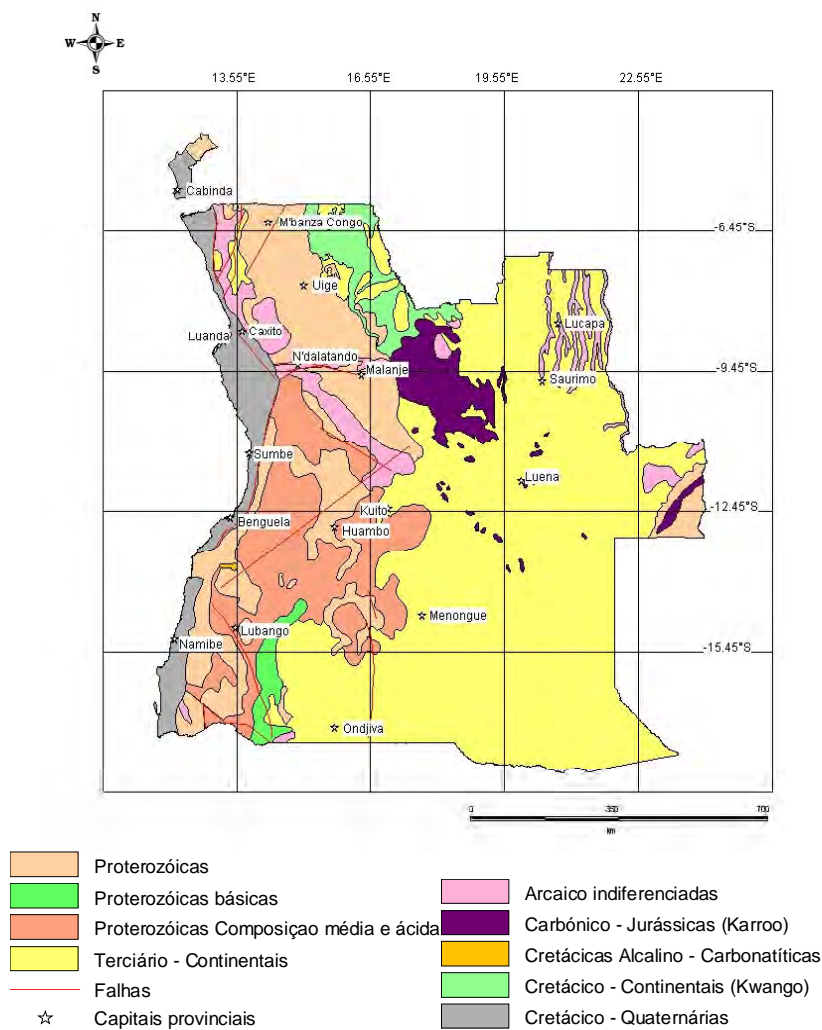 N
W E
S
13.55°E 16.55°E 19.55°E 22.55°E
Cabinda
M'banza Congo
-6.45°S
Uige
Luanda
Caxito
Lucapa
N'dalatando
Malanje
-9.45°S
Saurimo
Sumbe
Luena
Kuito
-12.45°S
Benguela
Huambo
Menongue
Lubango
Namibe
-15.45°S
Ondjiva
0 350 700
km
Proterozóicas
Proterozóicas básicas
Proterozóicas Composiçao média e ácida
Terciário - Continentais
Falhas
Capitais provinciais
Arcaico indiferenciadas
Carbónico - Jurássicas (Karroo)
Cretácicas Alcalino - Carbonatíticas
Cretácico - Continentais (Kwango)
Cretácico - Quaternárias